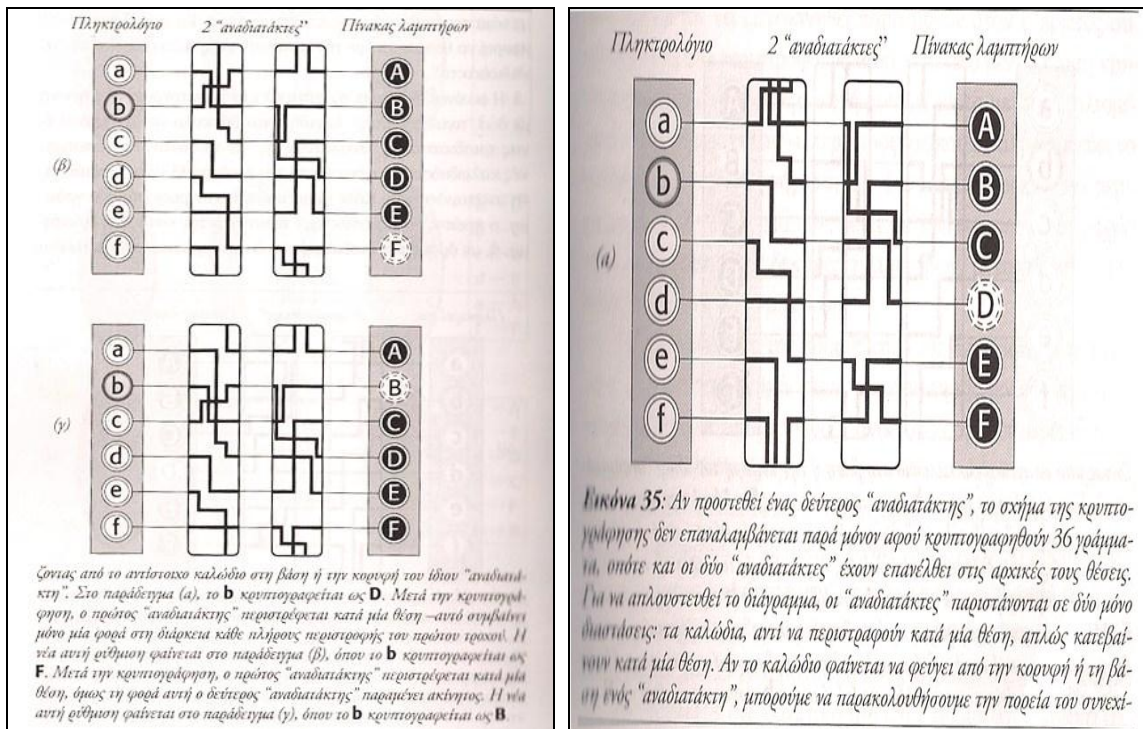 Πληκτρολόγιο 2 “αναδιατάκτες” Πίνακας λαμπτήρων
a A
b B
c C
(β)
d D
e E
f F
a A
b B
(γ)
c C
d D
e E
f F
ζοντας από το αντίστοιχο καλώδιο στη βάση ή την κορυφή του ίδιου “αναδιατά-
κτη”. Στο παράδειγμα (α), το b κρυπτογραφείται ως D. Μετά την κρυπτογρά-
φηση, ο πρώτος “αναδιατάκτης” περιστρέφεται κατά μία θέση –αυτό συμβαίνει
μόνο μία φορά στη διάρκεια κάθε πλήρους περιστροφής του πρώτου τροχού. Η
νέα αυτή ρύθμιση φαίνεται στο παράδειγμα (β), όπου το b κρυπτογραφείται ως
F. Μετά την κρυπτογράφηση, ο πρώτος “αναδιατάκτης” περιστρέφεται κατά μία
θέση, όμως τη φορά αυτή ο δεύτερος “αναδιατάκτης” παραμένει ακίνητος. Η νέα
αυτή ρύθμιση φαίνεται στο παράδειγμα (γ), όπου το b κρυπτογραφείται ως B.
Πληκτρολόγιο 2 “αναδιατάκτες” Πίνακας λαμπτήρων
a A
b B
c C
(α)
d D
e E
f F
Εικόνα 35: Αν προστεθεί ένας δεύτερος “αναδιατάκτης”, το σχήμα της κρυπτο-
γράφησης δεν επαναλαμβάνεται παρά μόνον αφού κρυπτογραφηθούν 36 γράμμα-
τα, οπότε και οι δύο “αναδιατάκτες” έχουν επανέλθει στις αρχικές τους θέσεις.
Για να απλουστευθεί το διάγραμμα, οι “αναδιατάκτες” παριστάνονται σε δύο μόνο
διαστάσεις: τα καλώδια, αντί να περιστραφούν κατά μία θέση, απλώς κατεβαί-
νουν κατά μία θέση. Αν το καλώδιο φαίνεται να φεύγει από την κορυφή ή τη βά-
ση ενός “αναδιατάκτη”, μπορούμε να παρακολουθήσουμε την πορεία του συνεχί-